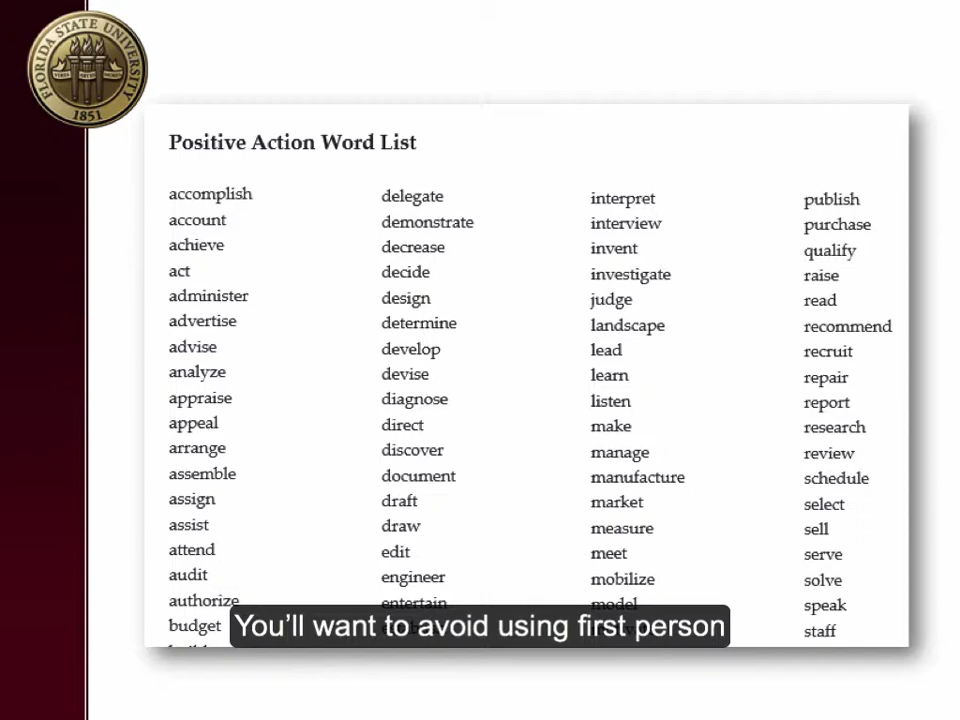 FLORIDA STATE UNIVERSITY
1851
Positive Action Word List
accomplish
account
achieve
act
administer
advertise
advise
analyze
appraise
appeal
arrange
assemble
assign
assist
attend
audit
authorize
budget
delegate
demonstrate
decrease
decide
design
determine
develop
devise
diagnose
direct
discover
document
draft
draw
edit
engineer
entertain
interpret
interview
invent
investigate
judge
landscape
lead
learn
listen
make
manage
manufacture
market
measure
meet
mobilize
model
publish
purchase
qualify
raise
read
recommend
recruit
repair
report
research
review
schedule
select
sell
serve
solve
speak
staff
You'll want to avoid using first person